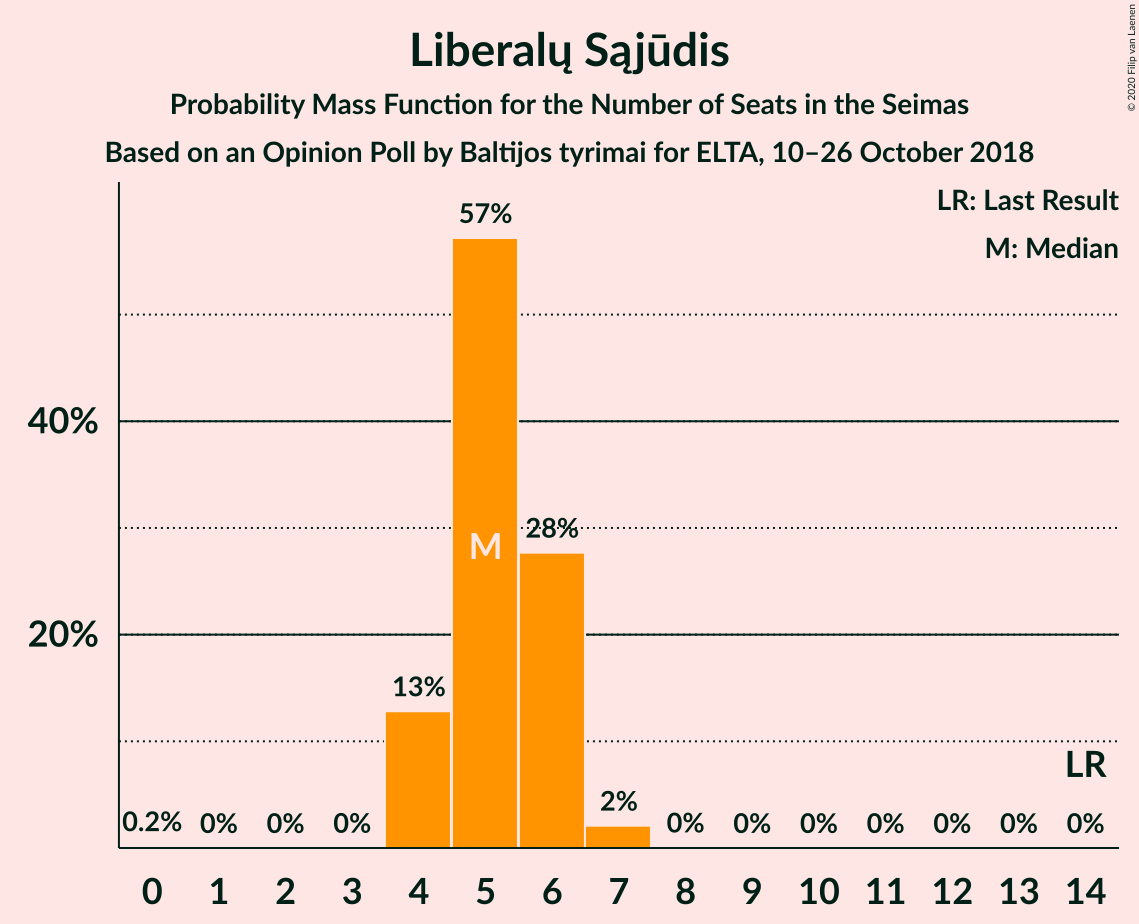 Liberalų Sąjūdis
Probability Mass Function for the Number of Seats in the Seimas
Based on an Opinion Poll by Baltijos tyrimai for ELTA, 10–26 October 2018
© 2020 Filip van Laenen
LR: Last Result
M: Median
57%
40%
28%
M
20%
13%
LR
2%
0.2% 0% 0% 0% 0% 0% 0% 0% 0% 0% 0%
0 1 2 3 4 5 6 7 8 9 10 11 12 13 14